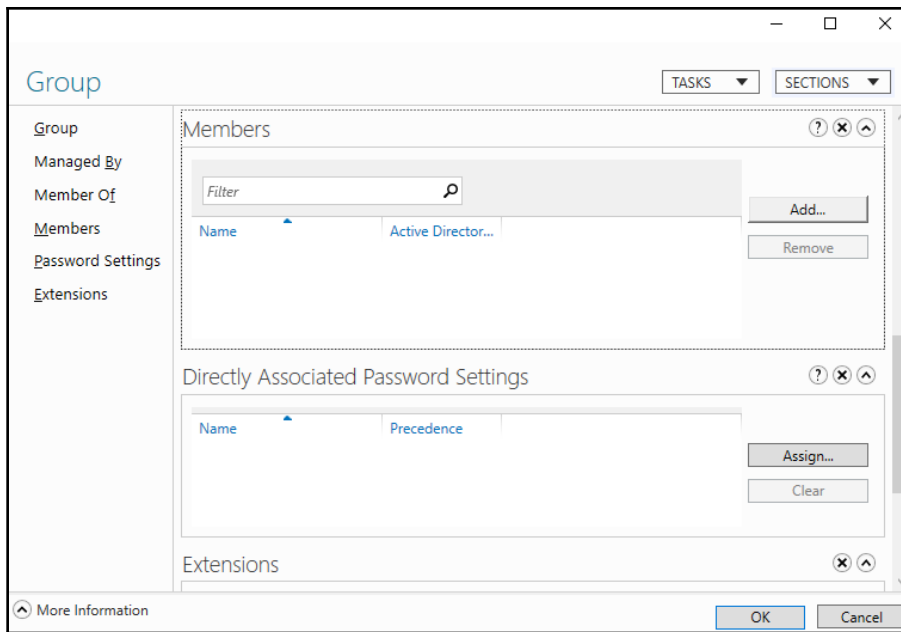 Group
TASKS
SECTIONS
Group
Managed By
Member Of
Members
Password Settings
Extensions
Members
Filter
Name Active Director...
Add...
Remove
Directly Associated Password Settings
Name Precedence
Assign...
Clear
Extensions
More Information
OK
Cancel